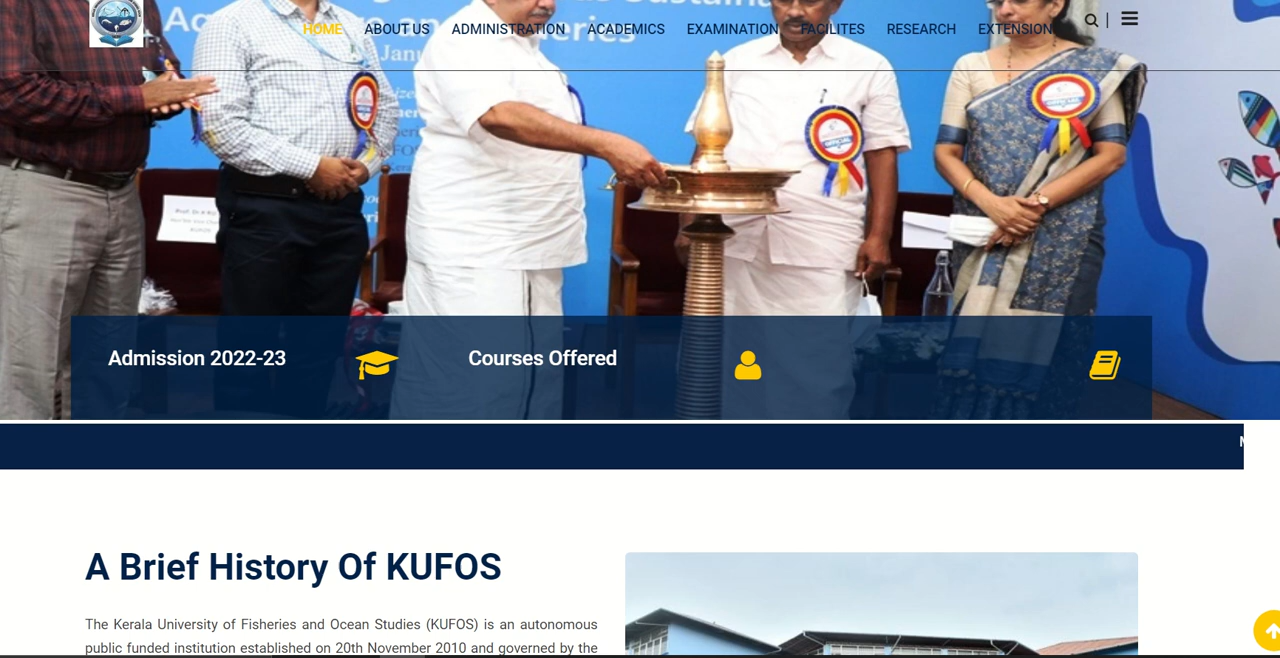 HOME ABOUT US ADMINISTRATION ACADEMICS EXAMINATION FACILITES RESEARCH EXTENSION
Admission 2022-23
Courses Offered
A Brief History Of KUFOS
The Kerala University of Fisheries and Ocean Studies (KUFOS) is an autonomous
public funded institution established on 20th November 2010 and governed by the